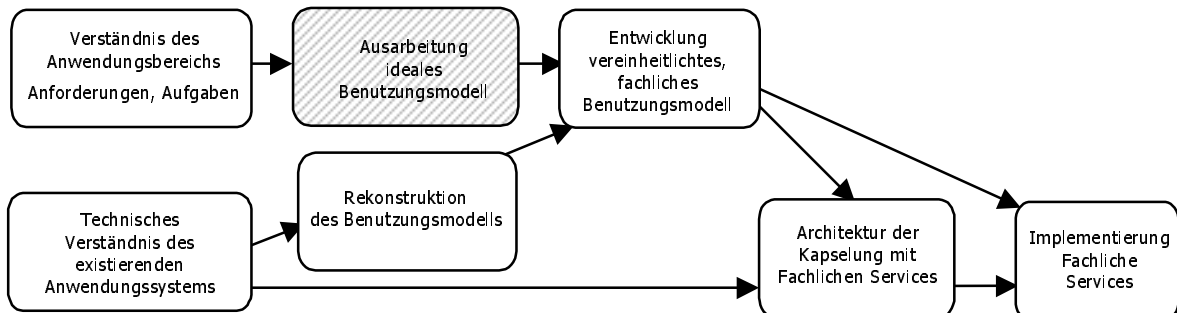 Verständnis des
Anwendungsbereichs
Anforderungen, Aufgaben
Ausarbeitung
ideales
Benutzungsmodell
Entwicklung
vereinheitlichtes,
fachliches
Benutzungsmodell
Rekonstruktion
des Benutzungsmodells
Technisches
Verständnis des
existierenden
Anwendungssystems
Architektur der
Kapselung mit
Fachlichen Services
Implementierung
Fachliche
Services